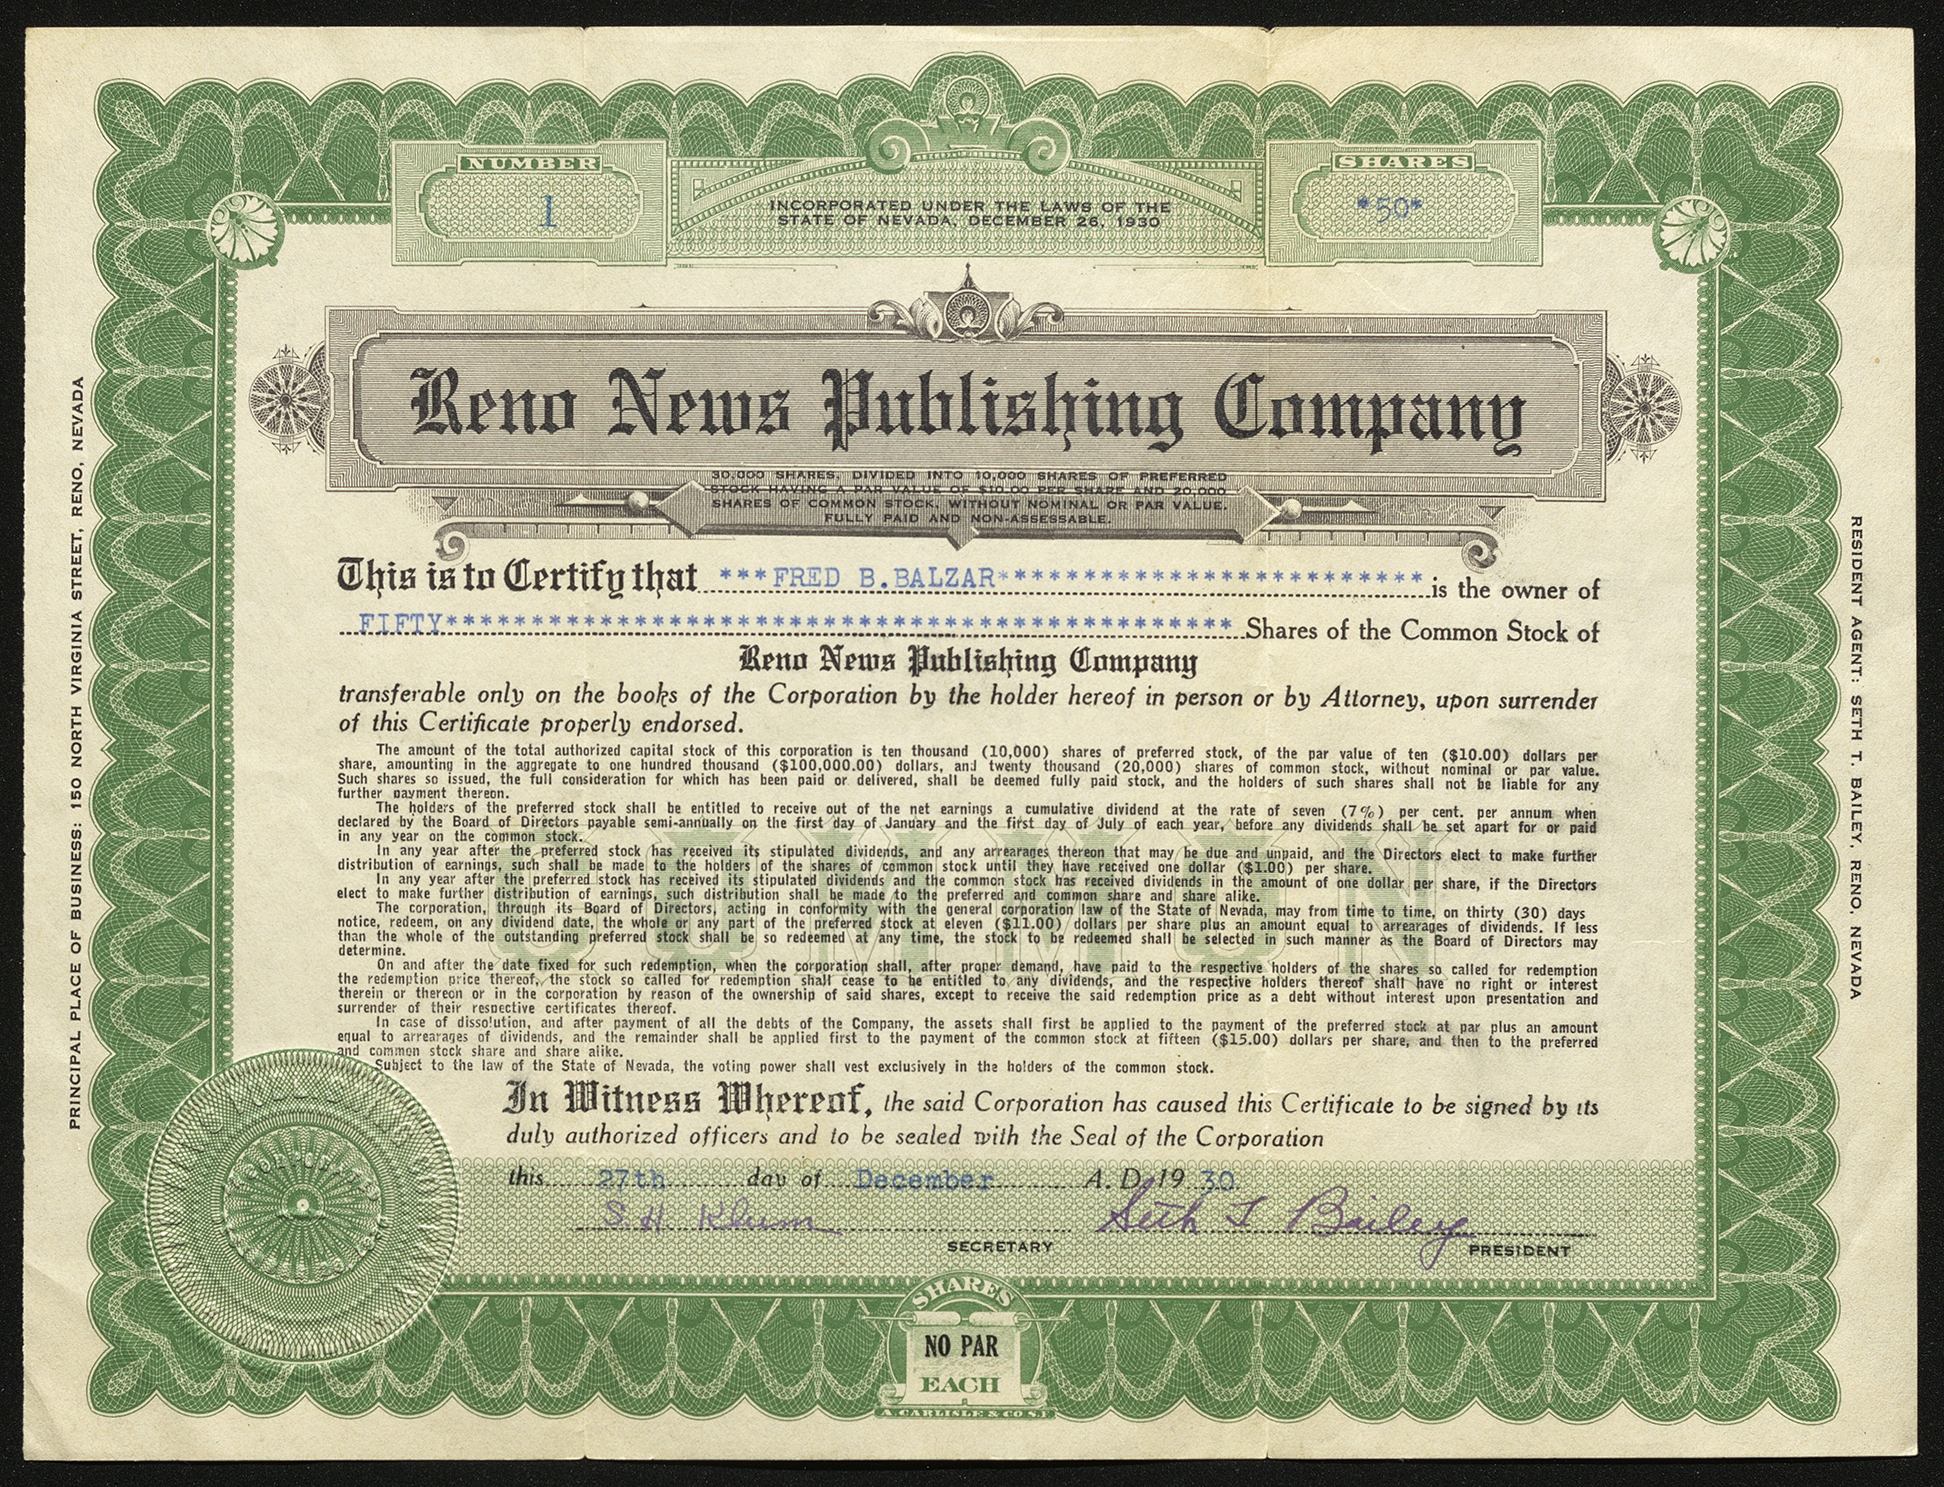 NUMBER
1
INCORPORATED UNDER THE LAWS OF THE
STATE OF NEVADA, DECEMBER 26, 1930
SHARES
*50*
Reno News Publishing Company
30,000 SHARES, DIVIDED INTO 10,000 SHARES OF PREFERRED
STOCK HAVING A PAR VALUE OF $10.00 PER SHARE AND 20,000
SHARES OF COMMON STOCK, WITHOUT NOMINAL OR PAR VALUE.
FULLY PAID AND NON-ASSESSABLE.
This is to Certify that ***FRED B.BALZAR************************* is the owner of
FIFTY********************************************** Shares of the Common Stock of
Reno News Publishing Company
transferable only on the books of the Corporation by the holder hereof in person or by Attorney, upon surrender
of this Certificate properly endorsed.
The amount of the total authorized capital stock of this corporation is ten thousand (10,000) shares of preferred stock, of the par value of ten ($10.00) dollars per
share, amounting in the aggregate to one hundred thousand ($100,000.00) dollars, and twenty thousand (20,000) shares of common stock, without nominal or par value.
Such shares so issued, the full consideration for which has been paid or delivered, shall be deemed fully paid stock, and the holders of such shares shall not be liable for any
further payment thereon.
The holders of the preferred stock shall be entitled to receive out of the net earnings a cumulative dividend at the rate of seven (7%) per cent. per annum when
declared by the Board of Directors payable semi-annually on the first day of January and the first day of July of each year, before any dividends shall be set apart for or paid
in any year on the common stock.
In any year after the preferred stock has received its stipulated dividends, and any arrearages thereon that may be due and unpaid, and the Directors elect to make further
distribution of earnings, such shall be made to the holders of the shares of common stock until they have received one dollar ($1.00) per share.
In any year after the preferred stock has received its stipulated dividends and the common stock has received dividends in the amount of one dollar per share, if the Directors
elect to make further distribution of earnings, such distribution shall be made to the preferred and common share and share alike.
The corporation, through its Board of Directors, acting in conformity with the general corporation law of the State of Nevada, may from time to time, on thirty (30) days
notice, redeem, on any dividend date, the whole or any part of the preferred stock at eleven ($11.00) dollars per share plus an amount equal to arrearages of dividends. If less
than the whole of the outstanding preferred stock shall be so redeemed at any time, the stock to be redeemed shall be selected in such manner as the Board of Directors may
determine.
On and after the date fixed for such redemption, when the corporation shall, after proper demand, have paid to the respective holders of the shares so called for redemption
the redemption price thereof, the stock so called for redemption shall cease to be entitled to any dividends, and the respective holders thereof shall have no right or interest
therein or thereon or in the corporation by reason of the ownership of said shares, except to receive the said redemption price as a debt without interest upon presentation and
surrender of their respective certificates thereof.
In case of dissolution, and after payment of all the debts of the Company, the assets shall first be applied to the payment of the preferred stock at par plus an amount
equal to arrearages of dividends, and the remainder shall be applied first to the payment of the common stock at fifteen ($15.00) dollars per share, and then to the preferred
and common stock share and share alike.
Subject to the law of the State of Nevada, the voting power shall vest exclusively in the holders of the common stock.
COMMON
In Witness Whereof, the said Corporation has caused this Certificate to be signed by its
duly authorized officers and to be sealed with the Seal of the Corporation
this 27th day of December A. D. 19 30.
S. H. Klum Seth T Bailey
SECRETARY PRESIDENT
SHARES
NO PAR
EACH
A. CARLISLE & CO S.F.
PRINCIPAL PLACE OF BUSINESS: 150 NORTH VIRGINIA STREET, RENO, NEVADA
RESIDENT AGENT: SETH T. BAILEY, RENO, NEVADA